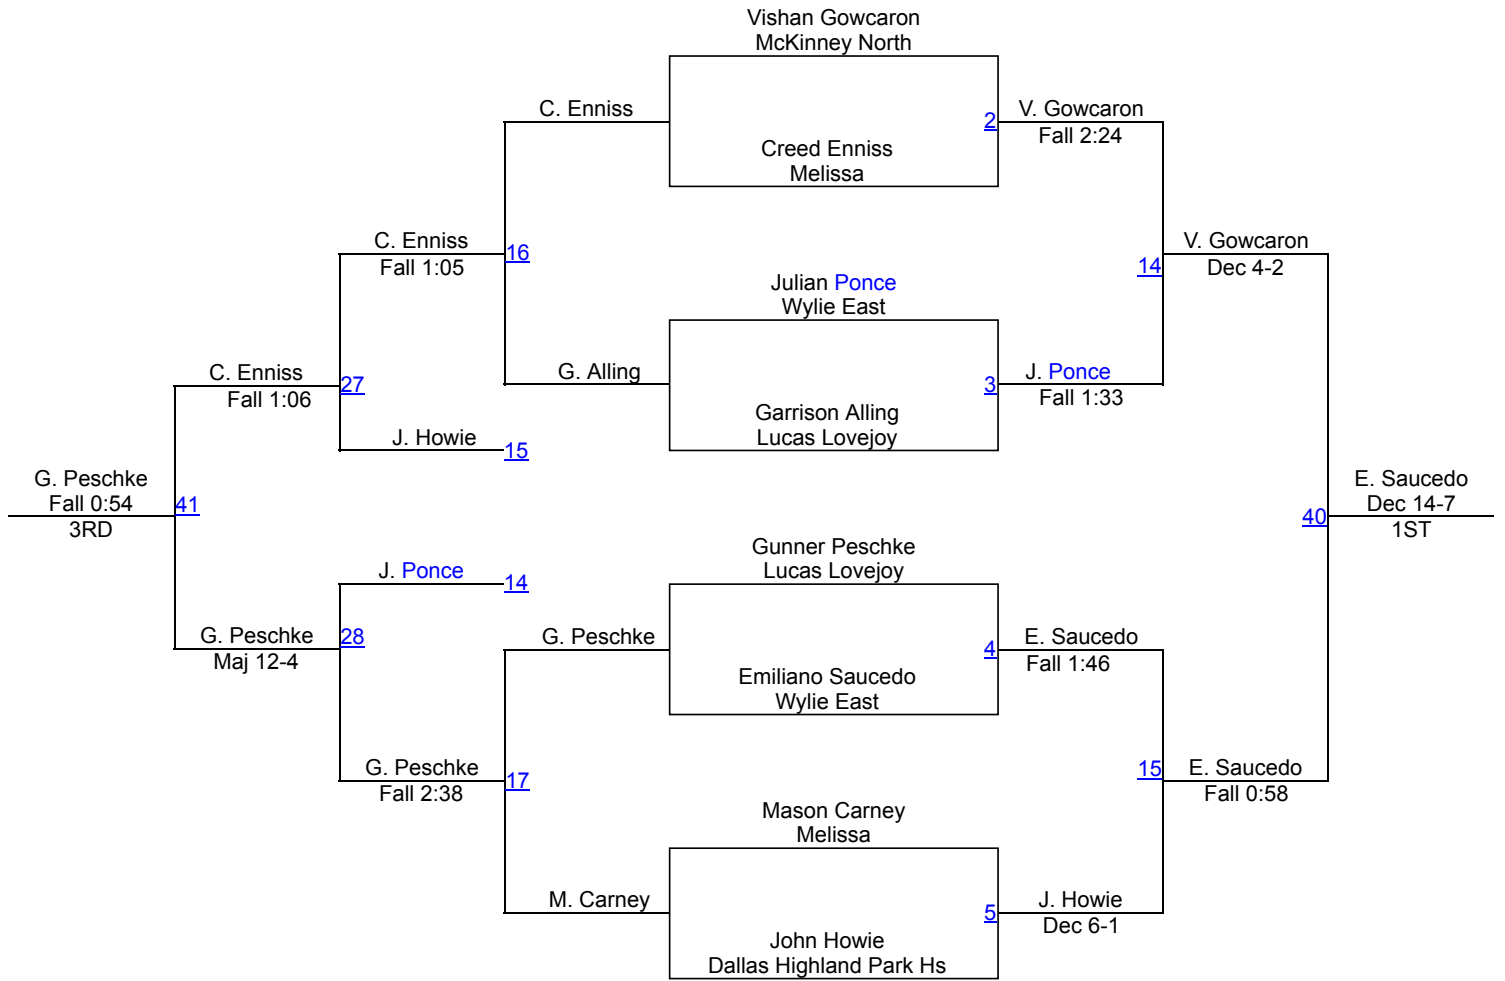 Vishan Gowcaron
McKinney North
C. Enniss
2
V. Gowcaron
Fall 2:24
Creed Enniss
Melissa
C. Enniss
Fall 1:05
16
V. Gowcaron
Dec 4-2
14
Julian Ponce
Wylie East
C. Enniss
Fall 1:06
27
G. Alling
3
J. Ponce
Fall 1:33
Garrison Alling
Lucas Lovejoy
J. Howie
15
G. Peschke
Fall 0:54
3RD
41
E. Saucedo
Dec 14-7
1ST
40
Gunner Peschke
Lucas Lovejoy
J. Ponce
14
G. Peschke
Maj 12-4
28
G. Peschke
4
E. Saucedo
Fall 1:46
Emiliano Saucedo
Wylie East
G. Peschke
Fall 2:38
17
15
E. Saucedo
Fall 0:58
Mason Carney
Melissa
M. Carney
5
J. Howie
Dec 6-1
John Howie
Dallas Highland Park Hs